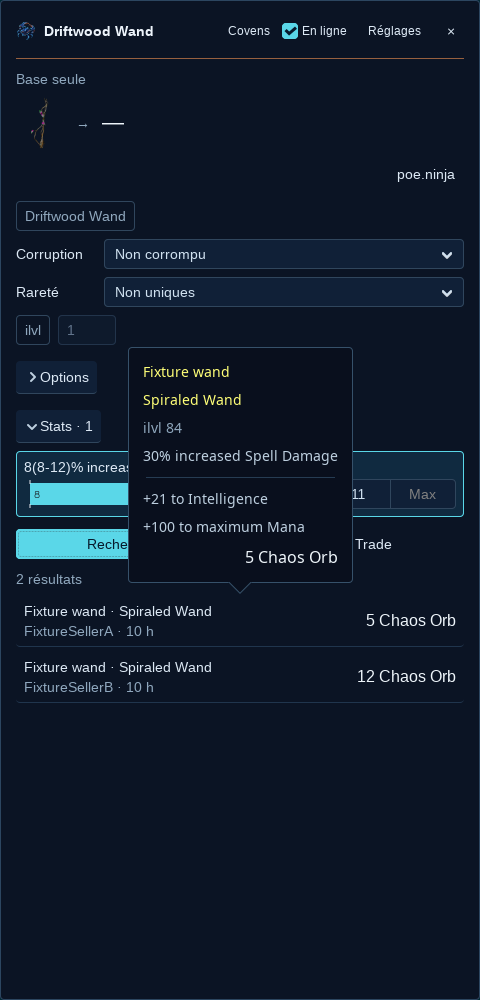 Driftwood Wand Covens En ligne Réglages ×
Base seule
→ —
poe.ninja
Driftwood Wand
Corruption Non corrompu
Rareté Non uniques
ilvl 1
Options
Stats · 1
8(8-12)% increas
8 11 Max
Reche Trade
Fixture wand
Spiraled Wand
ilvl 84
30% increased Spell Damage
+21 to Intelligence
+100 to maximum Mana
5 Chaos Orb
2 résultats
Fixture wand · Spiraled Wand
FixtureSellerA · 10 h 5 Chaos Orb
Fixture wand · Spiraled Wand
FixtureSellerB · 10 h 12 Chaos Orb